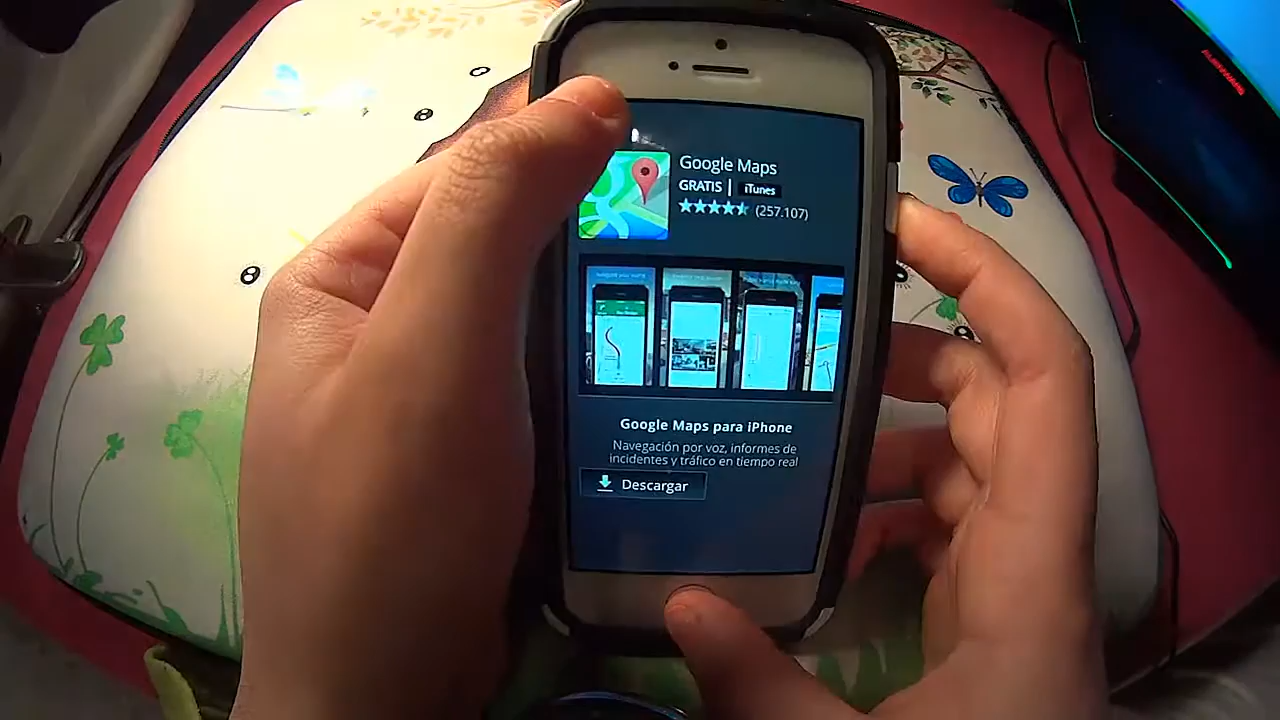 Google Maps
GRATIS | iTunes
(257.107)
Google Maps para iPhone
Navegación por voz, informes de
incidentes y tráfico en tiempo real
Descargar
ALIENWARE